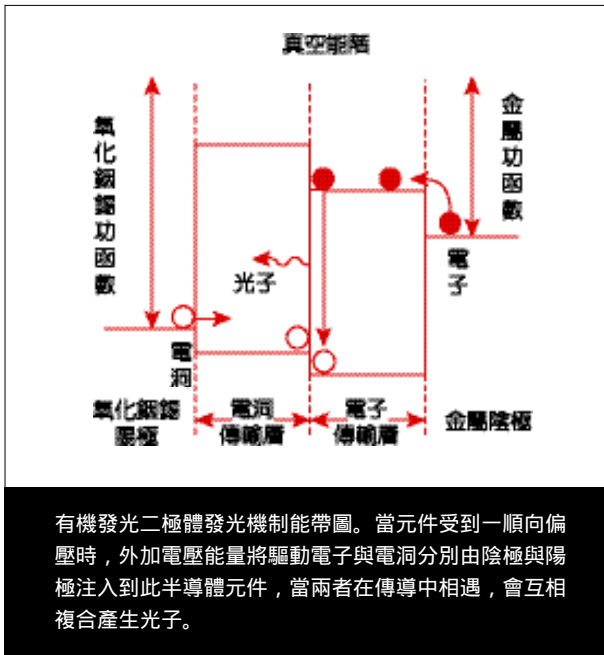 真空能階
氧化銦錫功函數
金屬功函數
光子
電子
電洞
氧化銦錫
陽極
電洞
傳輸層
電子
傳輸層
金屬陰極
有機發光二極體發光機制能帶圖。當元件受到一順向偏
壓時，外加電壓能量將驅動電子與電洞分別由陰極與陽
極注入到此半導體元件，當兩者在傳導中相遇，會互相
複合產生光子。